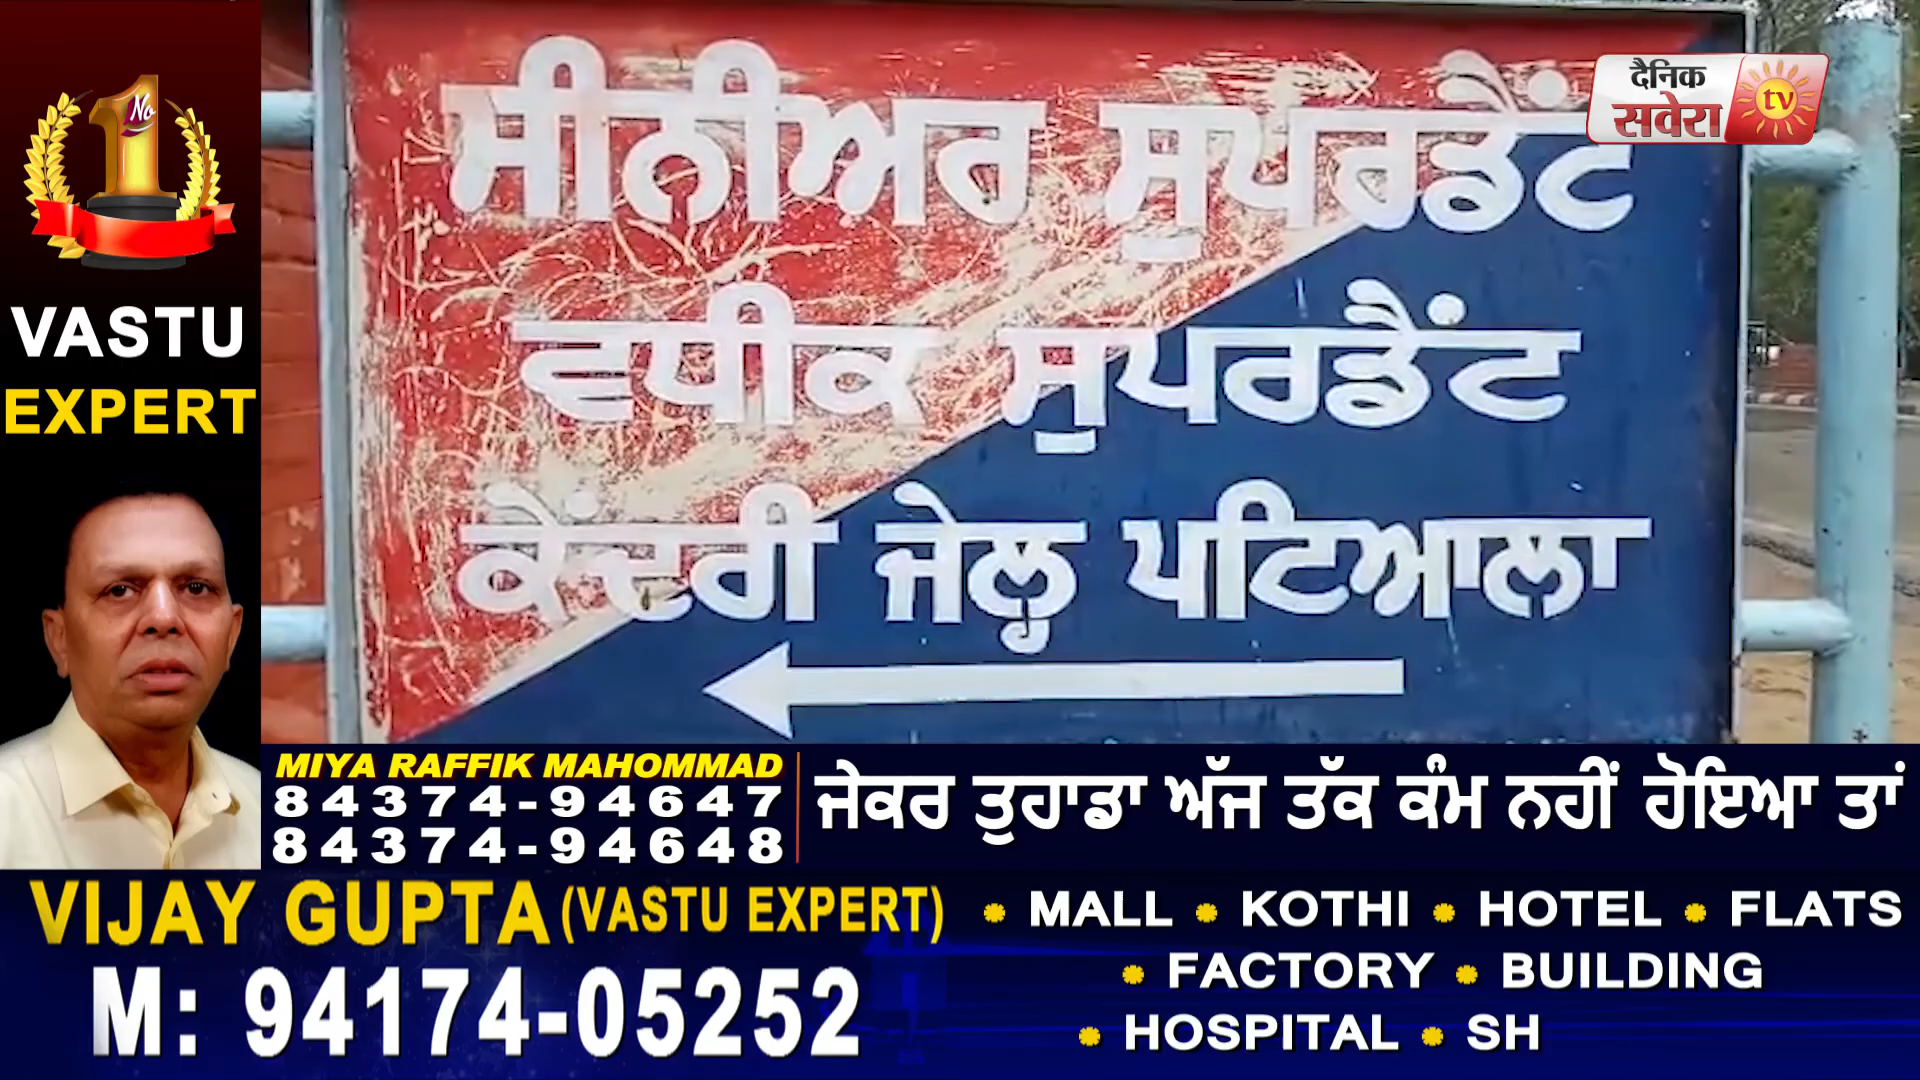 ਸੀਨੀਅਰ ਸੁਪਰਡੈਂਟ
ਵਧੀਕ ਸੁਪਰਡੈਂਟ
ਕੇਂਦਰੀ ਜੇਲ੍ਹ ਪਟਿਆਲਾ
दैनिक
सवेरा tv
No 1
VASTU
EXPERT
MIYA RAFFIK MAHOMMAD
84374-94647
84374-94648
ਜੇਕਰ ਤੁਹਾਡਾ ਅੱਜ ਤੱਕ ਕੰਮ ਨਹੀਂ ਹੋਇਆ ਤਾਂ
VIJAY GUPTA (VASTU EXPERT)
M: 94174-05252
MALL KOTHI HOTEL FLATS
FACTORY BUILDING
HOSPITAL SH